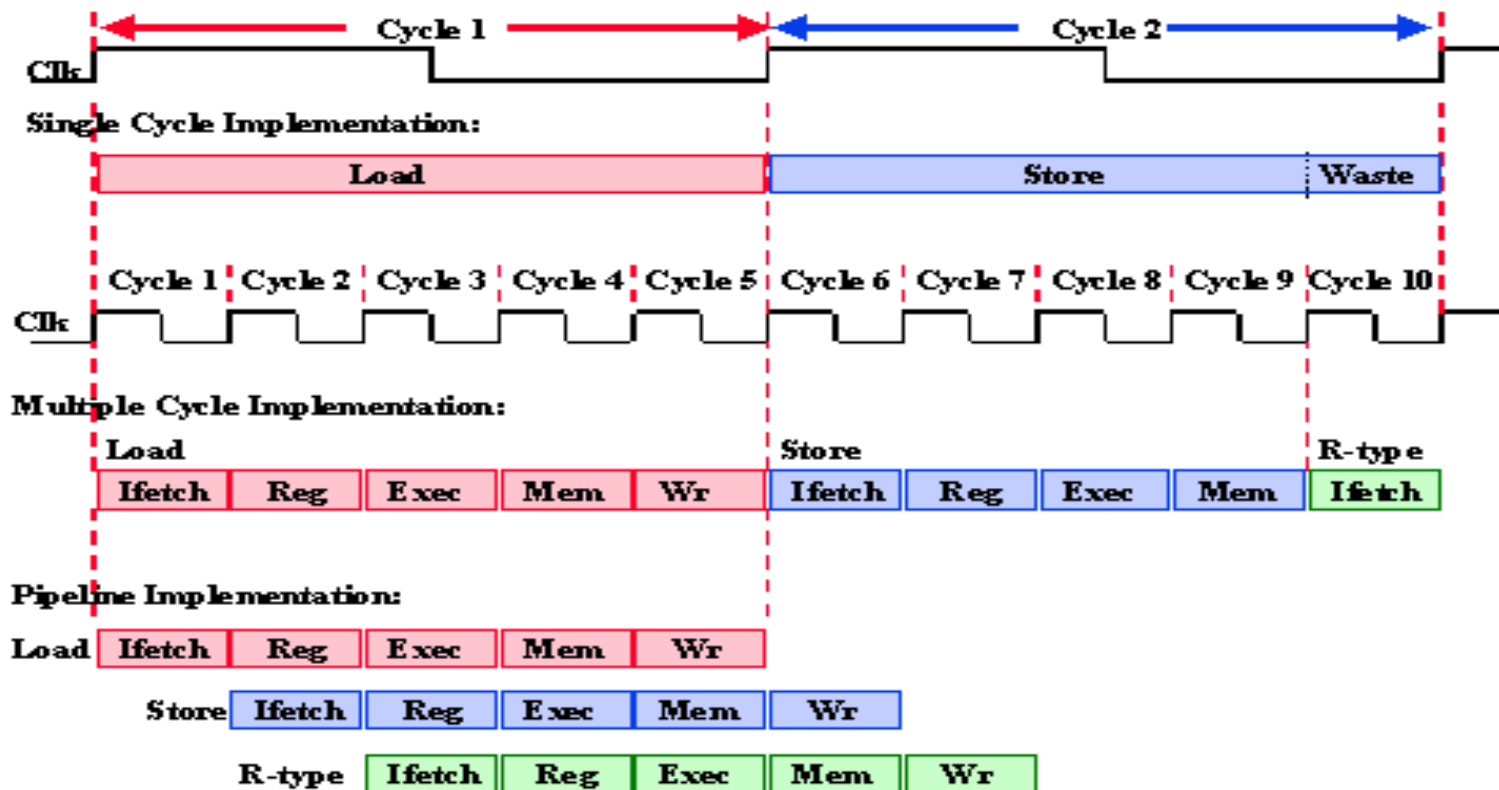 Cycle 1 Cycle 2
Clk
Single Cycle Implementation:
Load Store Waste
Cycle 1 Cycle 2 Cycle 3 Cycle 4 Cycle 5 Cycle 6 Cycle 7 Cycle 8 Cycle 9 Cycle 10
Clk
Multiple Cycle Implementation:
Load Store R-type
Ifetch Reg Exec Mem Wr Ifetch Reg Exec Mem Ifetch
Pipeline Implementation:
Load Ifetch Reg Exec Mem Wr
Store Ifetch Reg Exec Mem Wr
R-type Ifetch Reg Exec Mem Wr